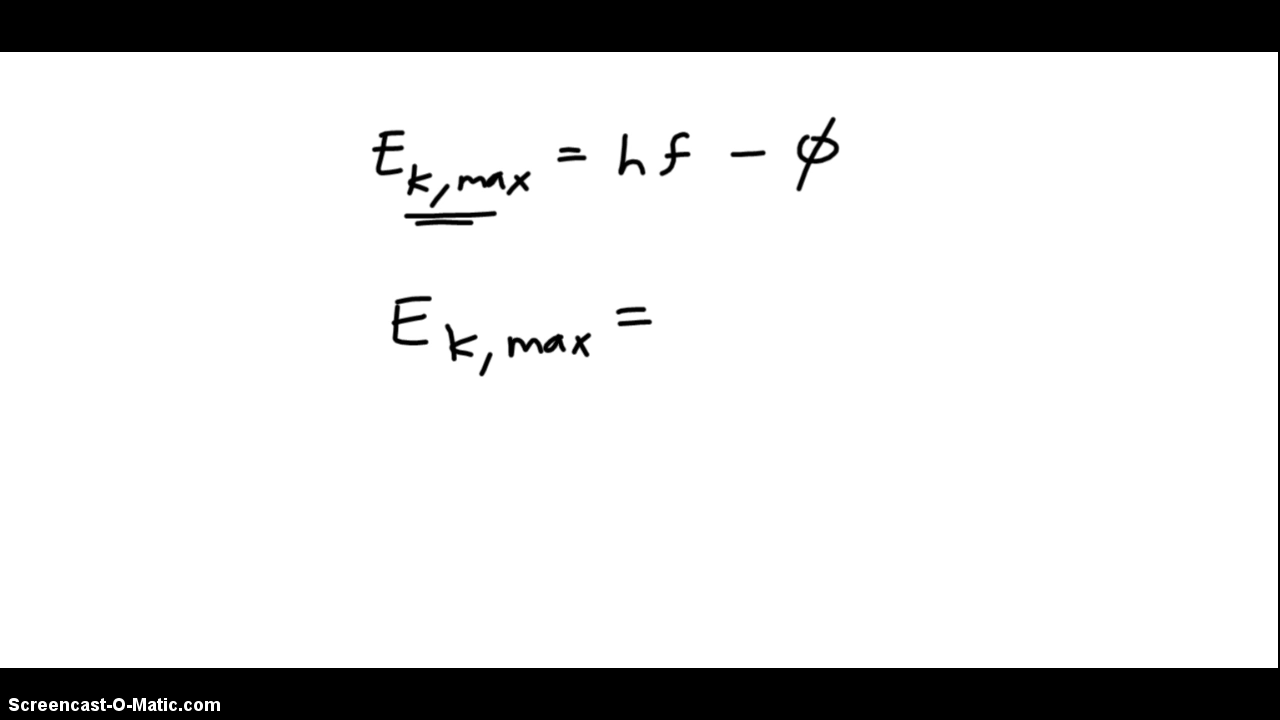 E_k,max = hf - ϕ
E_k,max =
Screencast-O-Matic.com